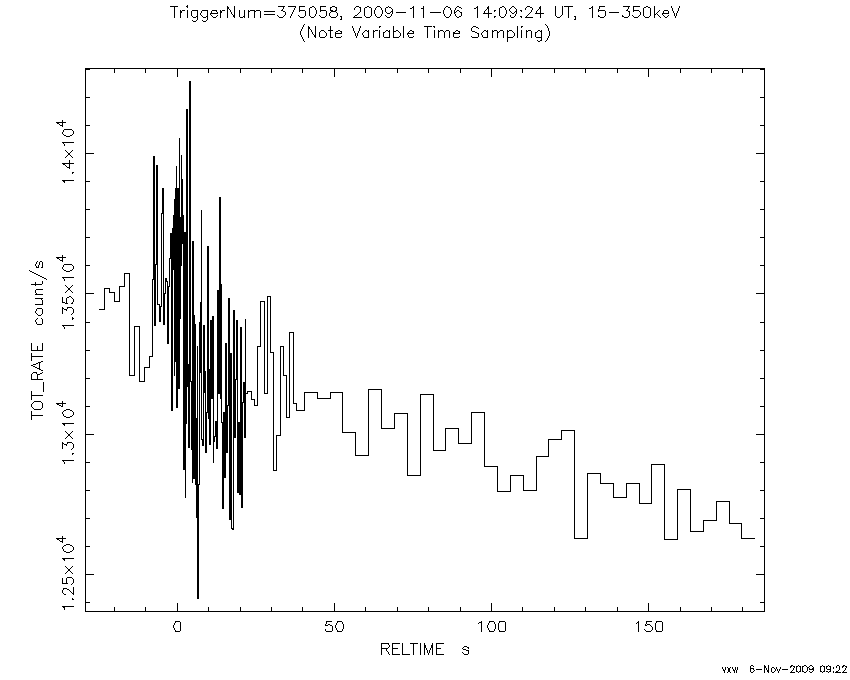 TriggerNum=375058, 2009-11-06 14:09:24 UT, 15-350keV
(Note Variable Time Sampling)
TOT_RATE count/s
1.4×10⁴
1.35×10⁴
1.3×10⁴
1.25×10⁴
0 50 100 150
RELTIME s
vxw 6-Nov-2009 09:22